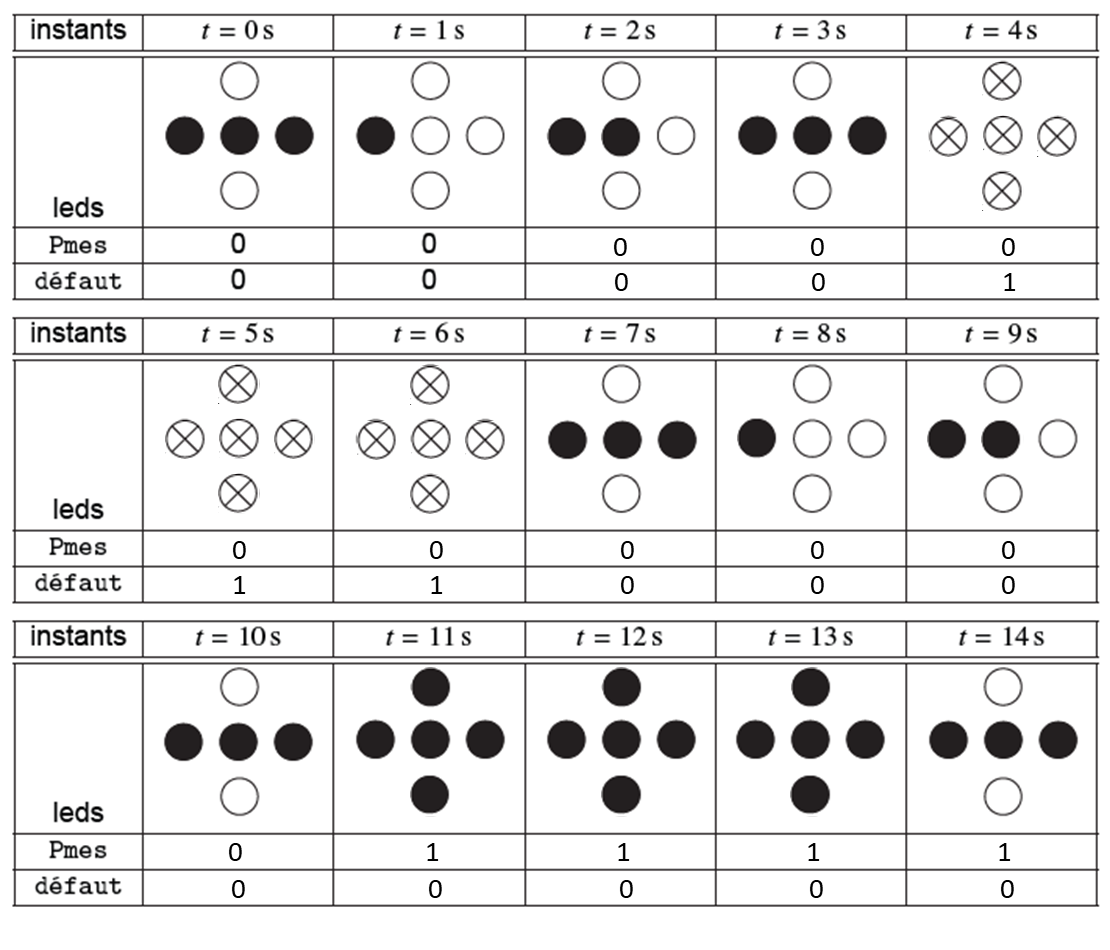 instants t = 0 s t = 1 s t = 2 s t = 3 s t = 4 s
leds
Pmes 0 0 0 0 0
défaut 0 0 0 0 1
instants t = 5 s t = 6 s t = 7 s t = 8 s t = 9 s
leds
Pmes 0 0 0 0 0
défaut 1 1 0 0 0
instants t = 10 s t = 11 s t = 12 s t = 13 s t = 14 s
leds
Pmes 0 1 1 1 1
défaut 0 0 0 0 0